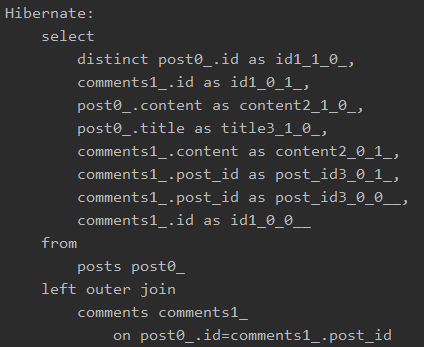 Hibernate:
select
distinct post0_.id as id1_1_0_,
comments1_.id as id1_0_1_,
post0_.content as content2_1_0_,
post0_.title as title3_1_0_,
comments1_.content as content2_0_1_,
comments1_.post_id as post_id3_0_1_,
comments1_.post_id as post_id3_0_0__,
comments1_.id as id1_0_0__
from
posts post0_
left outer join
comments comments1_
on post0_.id=comments1_.post_id